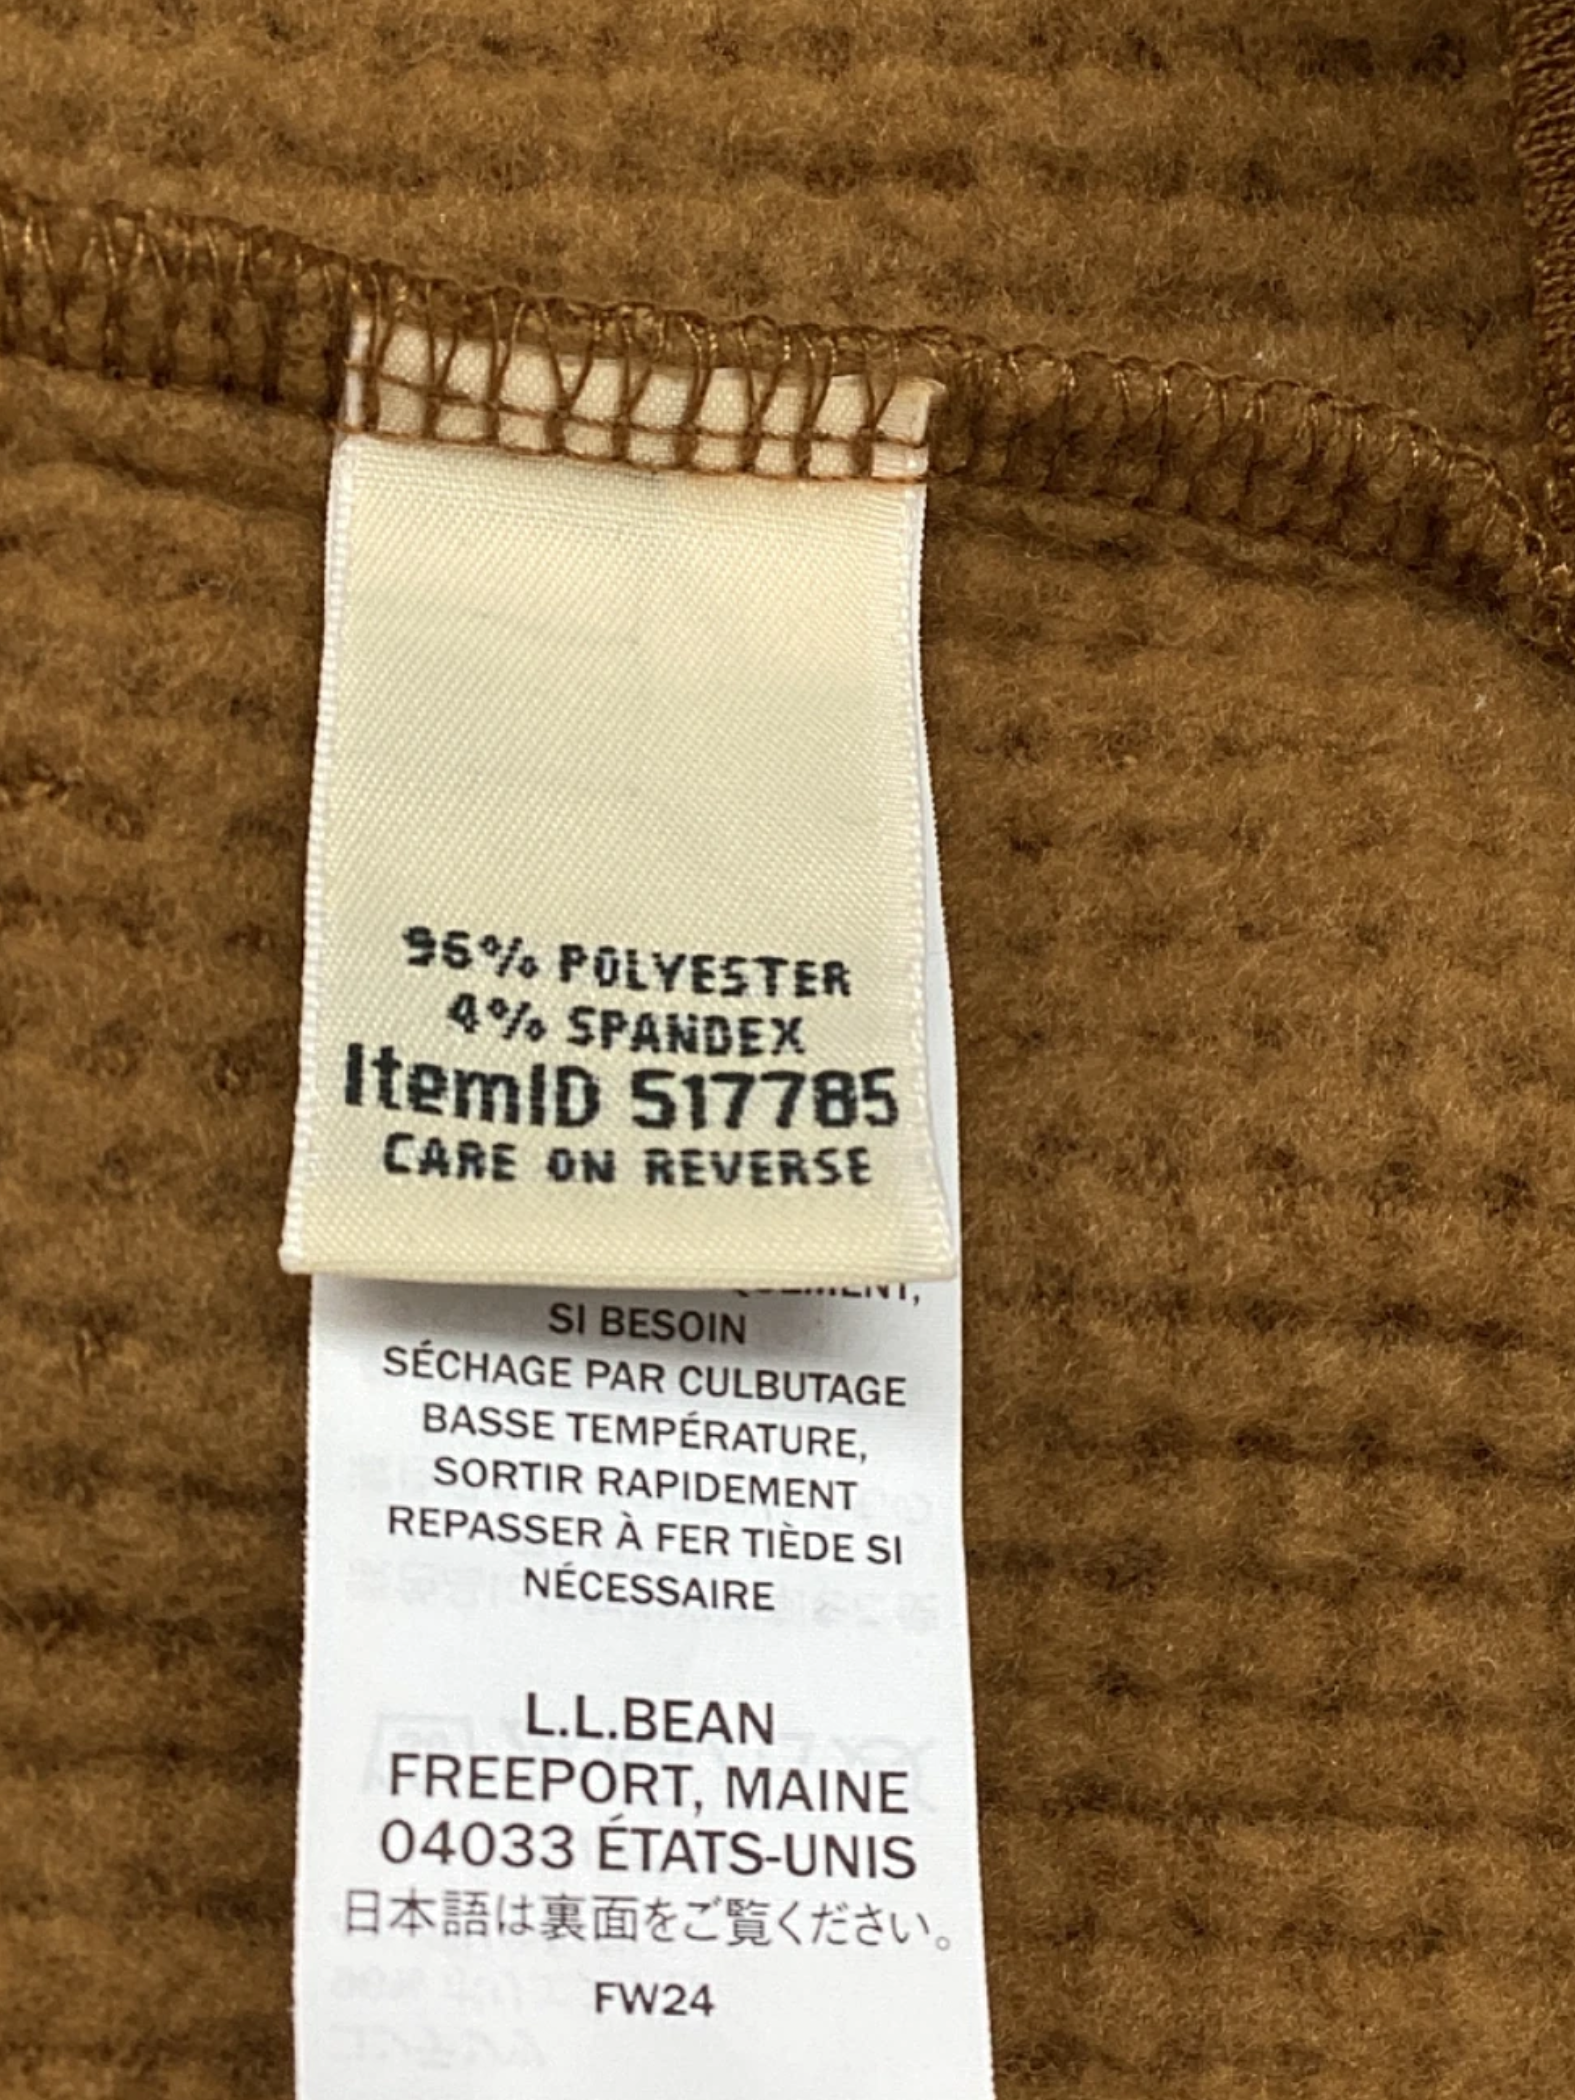 96% POLYESTER
4% SPANDEX
ItemID 517785
CARE ON REVERSE
SI BESOIN
SÉCHAGE PAR CULBUTAGE
BASSE TEMPÉRATURE,
SORTIR RAPIDEMENT
REPASSER À FER TIÈDE SI
NÉCESSAIRE
L.L.BEAN
FREEPORT, MAINE
04033 ÉTATS-UNIS
日本語は裏面をご覧ください。
FW24